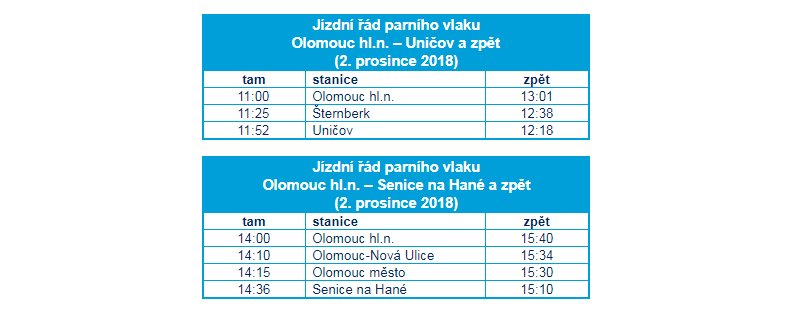 Jízdní řád parního vlaku
Olomouc hl.n. – Uničov a zpět
(2. prosince 2018)
tam stanice zpět
11:00 Olomouc hl.n. 13:01
11:25 Šternberk 12:38
11:52 Uničov 12:18
Jízdní řád parního vlaku
Olomouc hl.n. – Senice na Hané a zpět
(2. prosince 2018)
tam stanice zpět
14:00 Olomouc hl.n. 15:40
14:10 Olomouc-Nová Ulice 15:34
14:15 Olomouc město 15:30
14:36 Senice na Hané 15:10